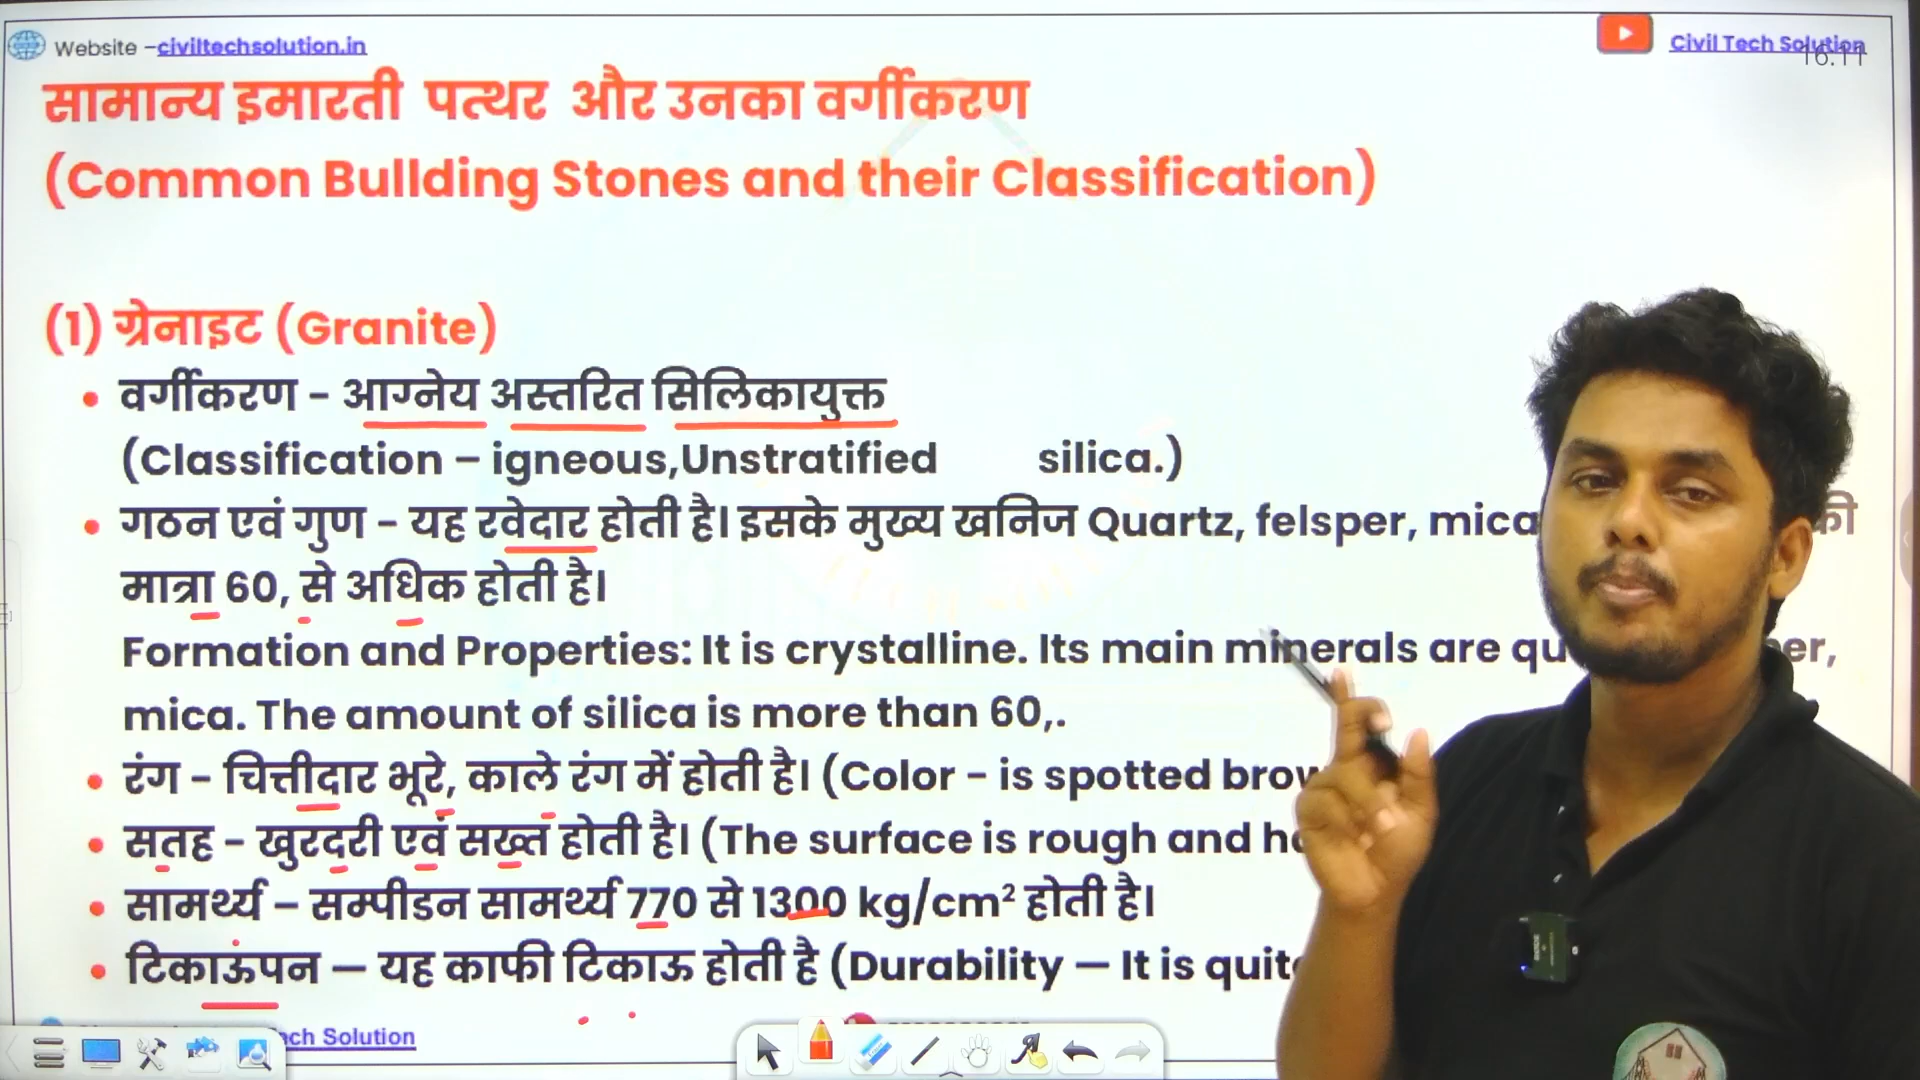 Website –civiltechsolution.in
Civil Tech Solution
16:11
सामान्य इमारती पत्थर और उनका वर्गीकरण
(Common Bullding Stones and their Classification)
(1) ग्रेनाइट (Granite)
• वर्गीकरण - आग्नेय अस्तरित सिलिकायुक्त
(Classification – igneous,Unstratified silica.)
• गठन एवं गुण - यह रवेदार होती है। इसके मुख्य खनिज Quartz, felsper, mica की
मात्रा 60, से अधिक होती है।
Formation and Properties: It is crystalline. Its main minerals are
mica. The amount of silica is more than 60,.
• रंग - चित्तीदार भूरे, काले रंग में होती है। (Color - is spotted
• सतह - खुरदरी एवं सख्त होती है। (The surface is rough and
• सामर्थ्य – सम्पीडन सामर्थ्य 770 से 1300 kg/cm² होती है।
• टिकाऊंपन — यह काफी टिकाऊ होती है (Durability — It is
Solution